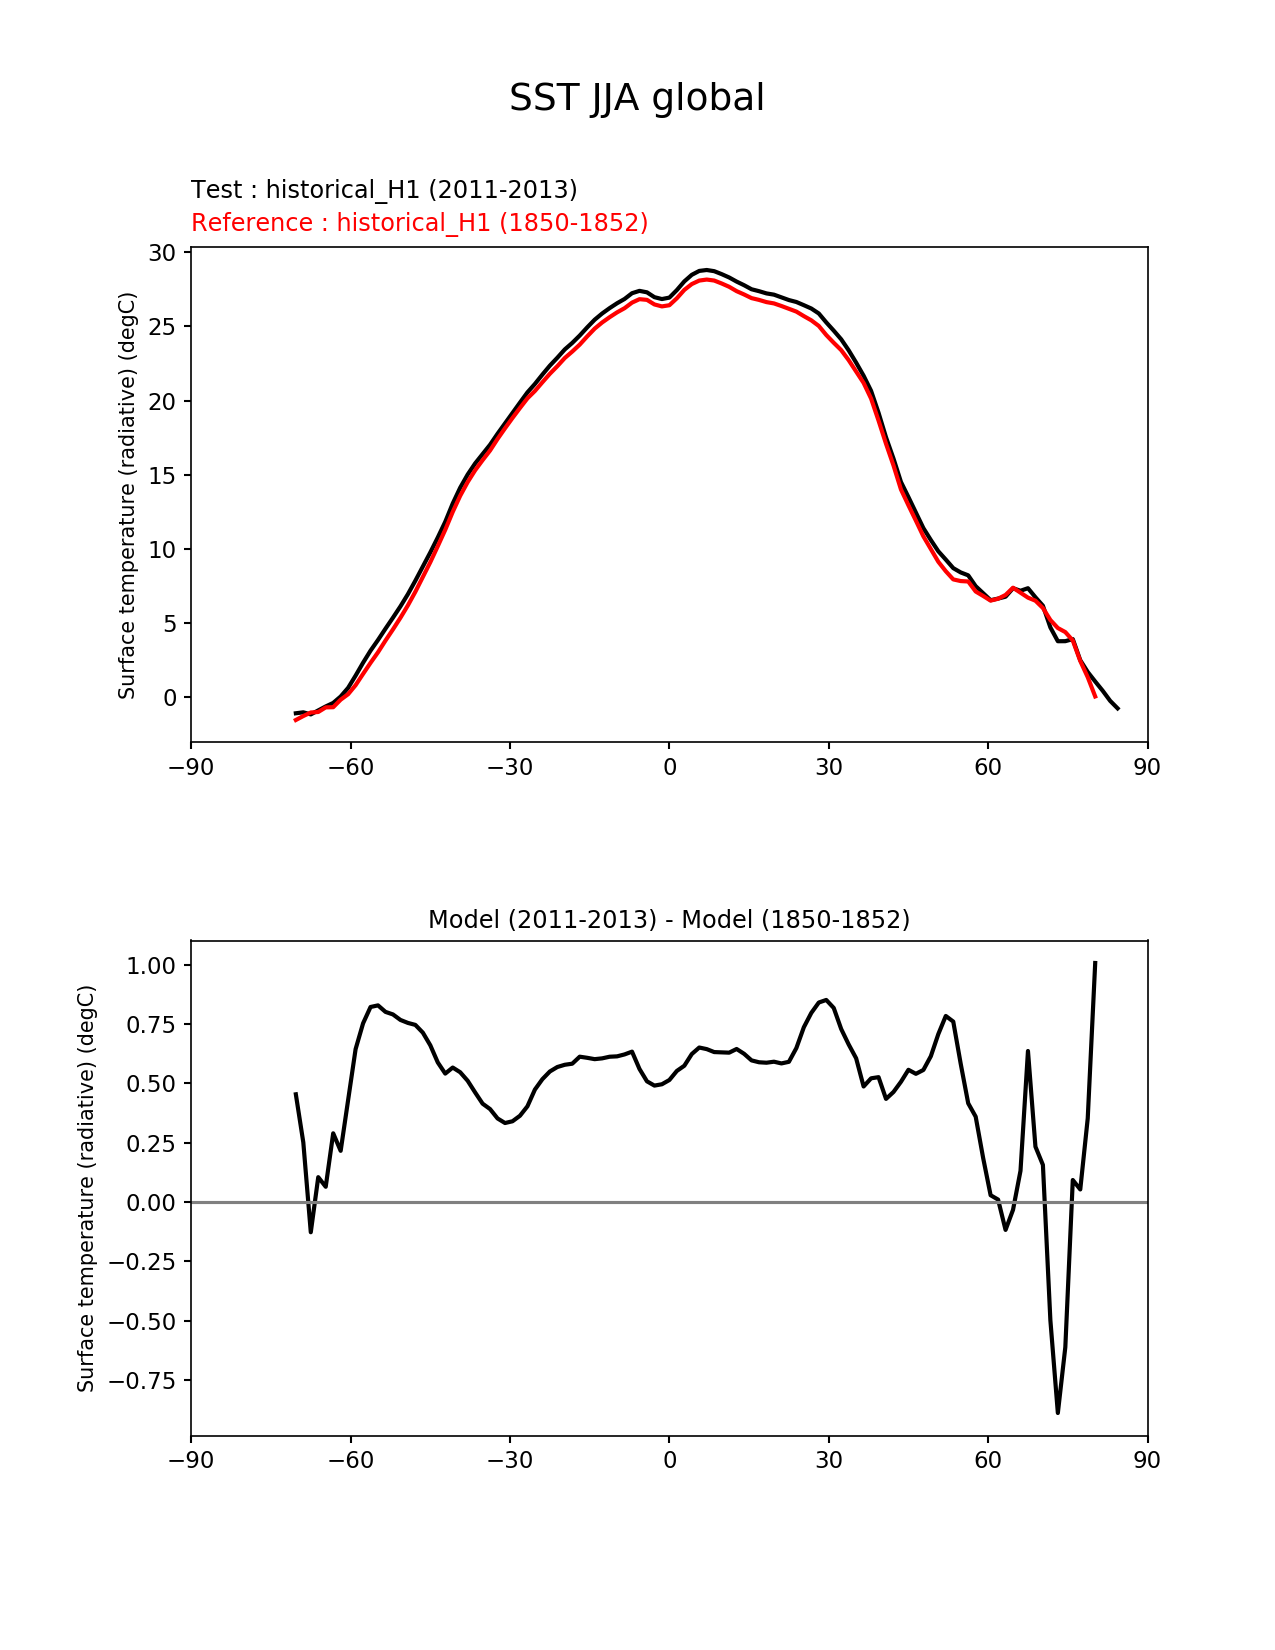 SST JJA global
Test : historical_H1 (2011-2013)
Reference : historical_H1 (1850-1852)
Surface temperature (radiative) (degC)
30
25
20
15
10
5
0
−90 −60 −30 0 30 60 90
Model (2011-2013) - Model (1850-1852)
Surface temperature (radiative) (degC)
1.00
0.75
0.50
0.25
0.00
−0.25
−0.50
−0.75
−90 −60 −30 0 30 60 90